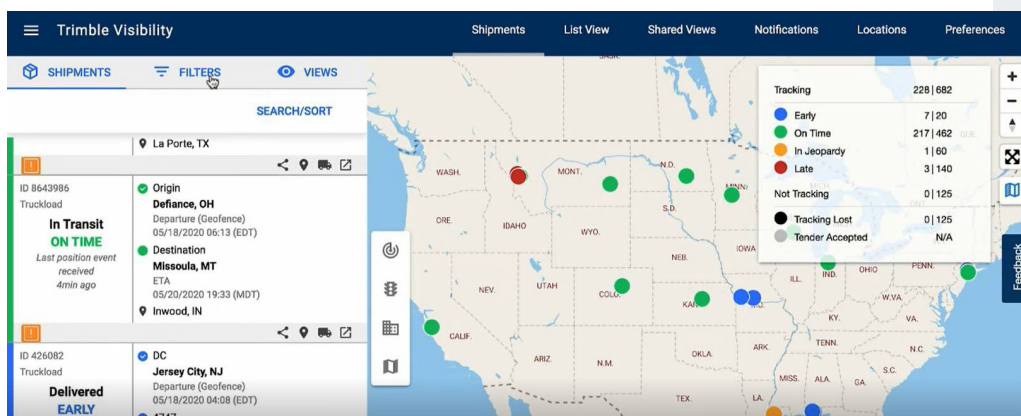 Trimble Visibility
Shipments
List View
Shared Views
Notifications
Locations
Preferences
SHIPMENTS
FILTERS
VIEWS
SEARCH/SORT
La Porte, TX
ID 8643986
Truckload
In Transit
ON TIME
Last position event
received
4min ago
Origin
Defiance, OH
Departure (Geofence)
05/18/2020 06:13 (EDT)
Destination
Missoula, MT
ETA
05/20/2020 19:33 (MDT)
Inwood, IN
ID 426082
Truckload
Delivered
EARLY
DC
Jersey City, NJ
Departure (Geofence)
05/18/2020 04:08 (EDT)
Tracking 228 | 682
Early 7 | 20
On Time 217 | 462
In Jeopardy 1 | 60
Late 3 | 140
Not Tracking 0 | 125
Tracking Lost 0 | 125
Tender Accepted N/A
Feedback
WASH.
MONT.
N.D.
MINN.
ORE.
IDAHO
S.D.
WYO.
IOWA
NEB.
NEV.
UTAH
COLO.
KAN.
MO.
ILL.
IND.
OHIO
PENN.
W.VA.
KY.
VA.
CALIF.
ARIZ.
N.M.
OKLA.
ARK.
TENN.
N.C.
S.C.
MISS.
ALA.
GA.
TEX.
LA.